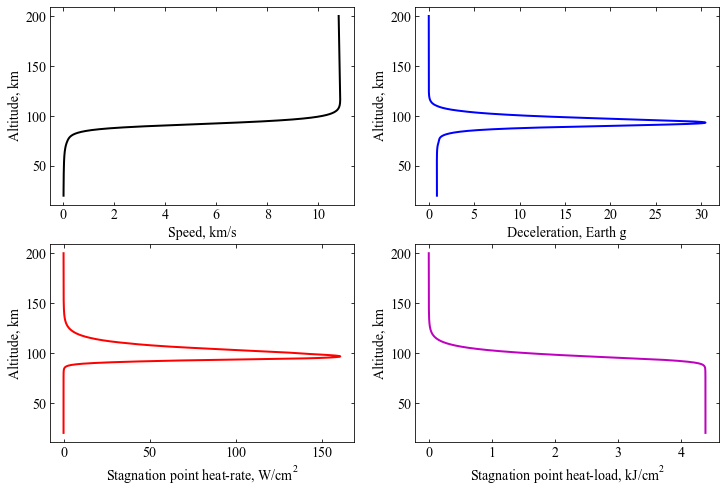 200
150
100
50
Altitude, km
0 2 4 6 8 10
Speed, km/s
200
150
100
50
Altitude, km
0 5 10 15 20 25 30
Deceleration, Earth g
200
150
100
50
Altitude, km
0 50 100 150
Stagnation point heat-rate, W/cm²
200
150
100
50
Altitude, km
0 1 2 3 4
Stagnation point heat-load, kJ/cm²